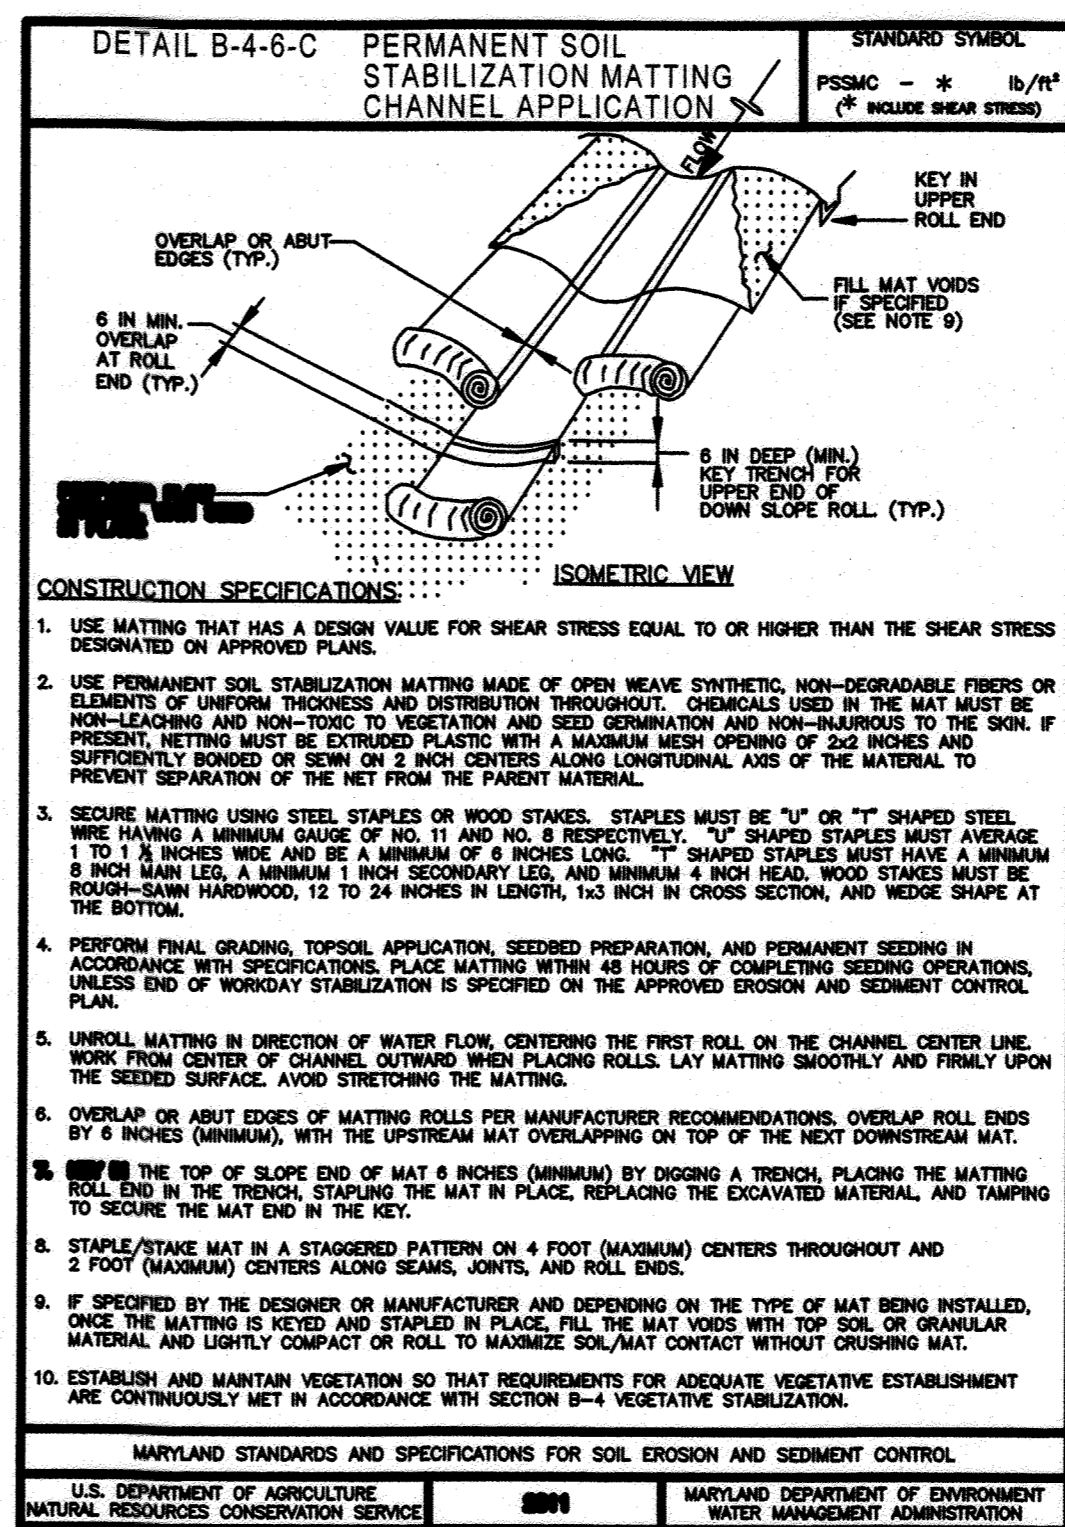 DETAIL B-4-6-C PERMANENT SOIL
STABILIZATION MATTING
CHANNEL APPLICATION
STANDARD SYMBOL
PSSMC - * lb/ft²
(* INCLUDE SHEAR STRESS)
FLOW
KEY IN
UPPER
ROLL END
OVERLAP OR ABUT
EDGES (TYP.)
FILL MAT VOIDS
IF SPECIFIED
(SEE NOTE 9)
6 IN MIN.
OVERLAP
AT ROLL
END (TYP.)
6 IN DEEP (MIN.)
KEY TRENCH FOR
UPPER END OF
DOWN SLOPE ROLL. (TYP.)
ISOMETRIC VIEW
CONSTRUCTION SPECIFICATIONS:
1. USE MATTING THAT HAS A DESIGN VALUE FOR SHEAR STRESS EQUAL TO OR HIGHER THAN THE SHEAR STRESS
DESIGNATED ON APPROVED PLANS.
2. USE PERMANENT SOIL STABILIZATION MATTING MADE OF OPEN WEAVE SYNTHETIC, NON-DEGRADABLE FIBERS OR
ELEMENTS OF UNIFORM THICKNESS AND DISTRIBUTION THROUGHOUT. CHEMICALS USED IN THE MAT MUST BE
NON-LEACHING AND NON-TOXIC TO VEGETATION AND SEED GERMINATION AND NON-INJURIOUS TO THE SKIN. IF
PRESENT, NETTING MUST BE EXTRUDED PLASTIC WITH A MAXIMUM MESH OPENING OF 2x2 INCHES AND
SUFFICIENTLY BONDED OR SEWN ON 2 INCH CENTERS ALONG LONGITUDINAL AXIS OF THE MATERIAL TO
PREVENT SEPARATION OF THE NET FROM THE PARENT MATERIAL.
3. SECURE MATTING USING STEEL STAPLES OR WOOD STAKES. STAPLES MUST BE "U" OR "T" SHAPED STEEL
WIRE HAVING A MINIMUM GAUGE OF NO. 11 AND NO. 8 RESPECTIVELY. "U" SHAPED STAPLES MUST AVERAGE
1 TO 1 ½ INCHES WIDE AND BE A MINIMUM OF 6 INCHES LONG. "T" SHAPED STAPLES MUST HAVE A MINIMUM
8 INCH MAIN LEG, A MINIMUM 1 INCH SECONDARY LEG, AND MINIMUM 4 INCH HEAD. WOOD STAKES MUST BE
ROUGH-SAWN HARDWOOD, 12 TO 24 INCHES IN LENGTH, 1x3 INCH IN CROSS SECTION, AND WEDGE SHAPE AT
THE BOTTOM.
4. PERFORM FINAL GRADING, TOPSOIL APPLICATION, SEEDBED PREPARATION, AND PERMANENT SEEDING IN
ACCORDANCE WITH SPECIFICATIONS. PLACE MATTING WITHIN 48 HOURS OF COMPLETING SEEDING OPERATIONS,
UNLESS END OF WORKDAY STABILIZATION IS SPECIFIED ON THE APPROVED EROSION AND SEDIMENT CONTROL
PLAN.
5. UNROLL MATTING IN DIRECTION OF WATER FLOW, CENTERING THE FIRST ROLL ON THE CHANNEL CENTER LINE.
WORK FROM CENTER OF CHANNEL OUTWARD WHEN PLACING ROLLS. LAY MATTING SMOOTHLY AND FIRMLY UPON
THE SEEDED SURFACE. AVOID STRETCHING THE MATTING.
6. OVERLAP OR ABUT EDGES OF MATTING ROLLS PER MANUFACTURER RECOMMENDATIONS. OVERLAP ROLL ENDS
BY 6 INCHES (MINIMUM), WITH THE UPSTREAM MAT OVERLAPPING ON TOP OF THE NEXT DOWNSTREAM MAT.
THE TOP OF SLOPE END OF MAT 6 INCHES (MINIMUM) BY DIGGING A TRENCH, PLACING THE MATTING
ROLL END IN THE TRENCH, STAPLING THE MAT IN PLACE, REPLACING THE EXCAVATED MATERIAL, AND TAMPING
TO SECURE THE MAT END IN THE KEY.
8. STAPLE/STAKE MAT IN A STAGGERED PATTERN ON 4 FOOT (MAXIMUM) CENTERS THROUGHOUT AND
2 FOOT (MAXIMUM) CENTERS ALONG SEAMS, JOINTS, AND ROLL ENDS.
9. IF SPECIFIED BY THE DESIGNER OR MANUFACTURER AND DEPENDING ON THE TYPE OF MAT BEING INSTALLED,
ONCE THE MATTING IS KEYED AND STAPLED IN PLACE, FILL THE MAT VOIDS WITH TOP SOIL OR GRANULAR
MATERIAL AND LIGHTLY COMPACT OR ROLL TO MAXIMIZE SOIL/MAT CONTACT WITHOUT CRUSHING MAT.
10. ESTABLISH AND MAINTAIN VEGETATION SO THAT REQUIREMENTS FOR ADEQUATE VEGETATIVE ESTABLISHMENT
ARE CONTINUOUSLY MET IN ACCORDANCE WITH SECTION B-4 VEGETATIVE STABILIZATION.
MARYLAND STANDARDS AND SPECIFICATIONS FOR SOIL EROSION AND SEDIMENT CONTROL
U.S. DEPARTMENT OF AGRICULTURE
NATURAL RESOURCES CONSERVATION SERVICE
2011
MARYLAND DEPARTMENT OF ENVIRONMENT
WATER MANAGEMENT ADMINISTRATION